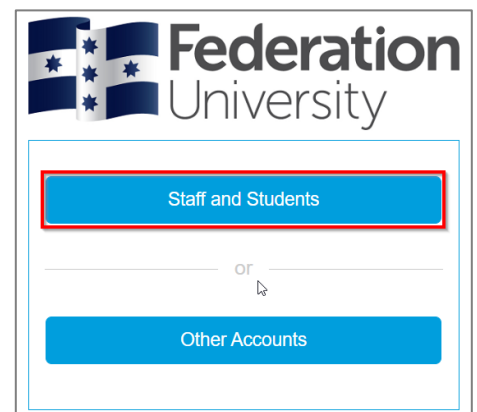 Federation
University
Staff and Students
or
Other Accounts